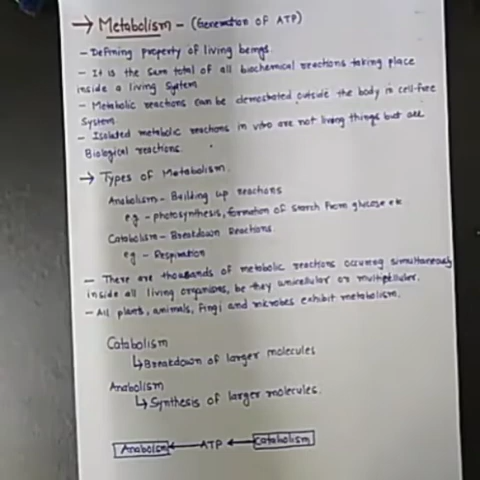 → Metabolism - (Generation of ATP)
- Defining property of living beings.
- It is the sum total of all biochemical reactions taking place
inside a living system
- Metabolic reactions can be demostrated outside the body in cell-free
system.
- Isolated metabolic reactions in vitro are not living things but are
Biological reactions.
→ Types of Metabolism.
Anabolism - Building up reactions
eg - photosynthesis, formation of starch from glucose etc
Catabolism - Breakdown Reactions.
eg - Respiration
- There are thousands of metabolic reactions occuring simultaneously
inside all living organisms, be they unicellular or multicellular.
- All plants, animals, fingi and microbes exhibit metabolism.
Catabolism
↳ Breakdown of larger molecules
Anabolism
↳ Synthesis of larger molecules.
Anabolism ← ATP ← Catabolism